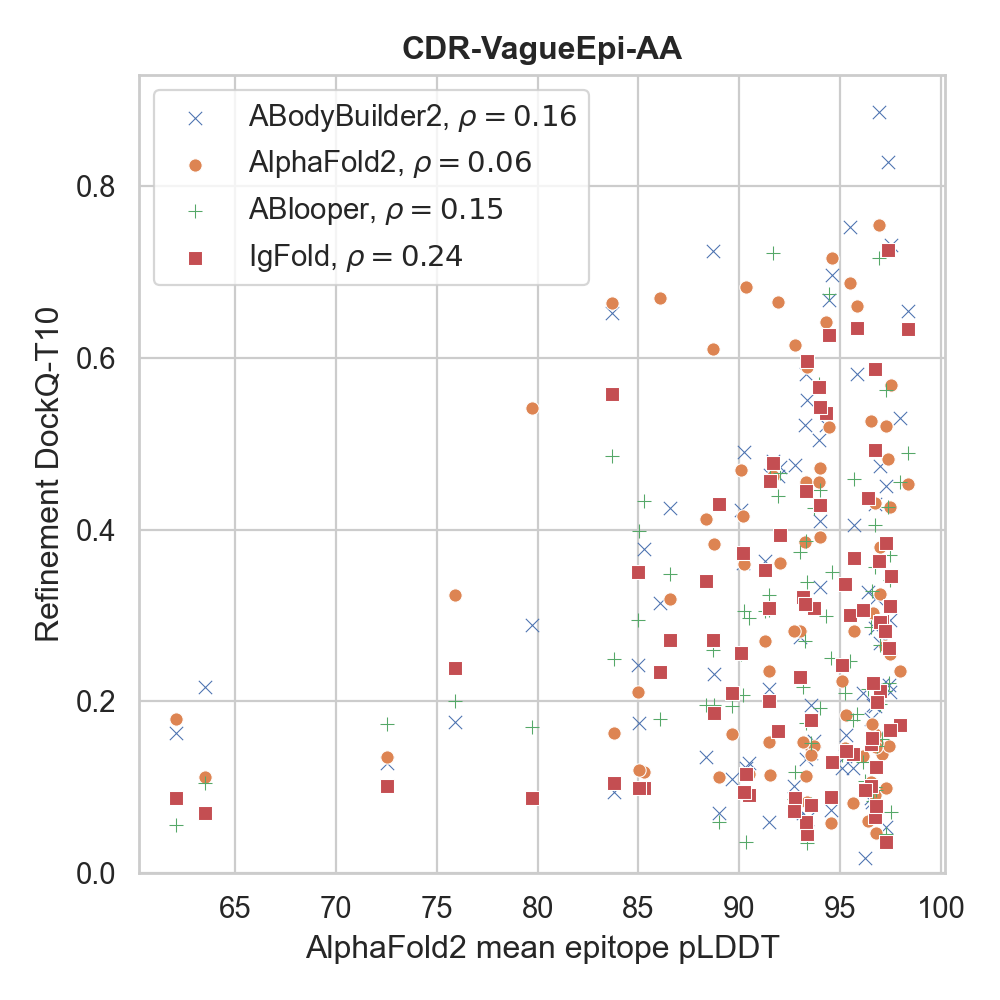 CDR-VagueEpi-AA
ABodyBuilder2, ρ = 0.16
AlphaFold2, ρ = 0.06
ABlooper, ρ = 0.15
IgFold, ρ = 0.24
Refinement DockQ-T10
0.8
0.6
0.4
0.2
0.0
65 70 75 80 85 90 95 100
AlphaFold2 mean epitope pLDDT